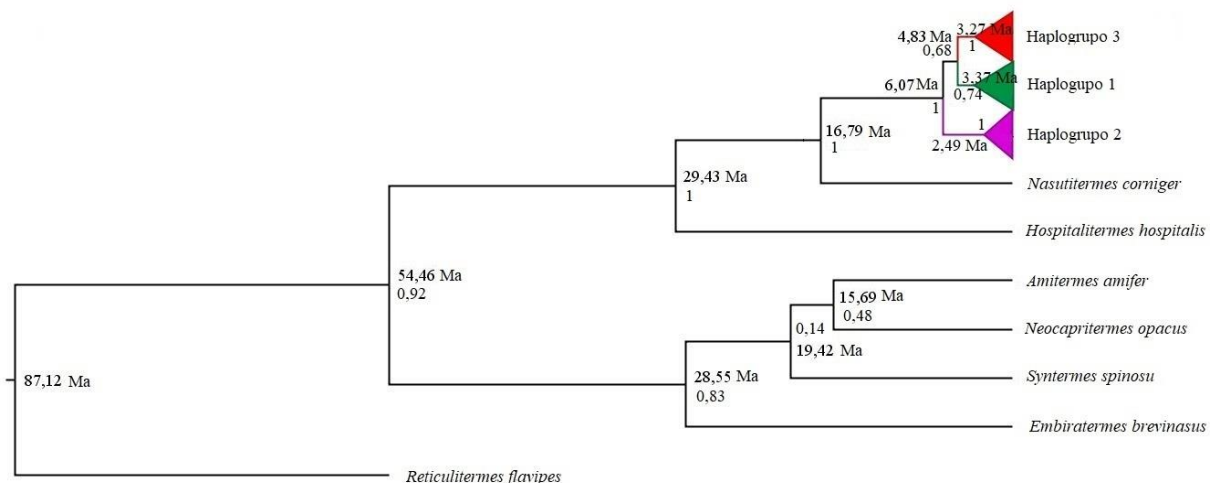 3,27 Ma
4,83 Ma
Haplogrupo 3
0,68
1
3,37 Ma
6,07 Ma
Haplogupo 1
0,74
1
1
16,79 Ma
Haplogrupo 2
1
2,49 Ma
29,43 Ma
Nasutitermes corniger
1
Hospitalitermes hospitalis
54,46 Ma
Amitermes amifer
0,92
15,69 Ma
0,48
0,14
Neocapritermes opacus
19,42 Ma
87,12 Ma
28,55 Ma
Syntermes spinosu
0,83
Embiratermes brevinasus
Reticulitermes flavipes